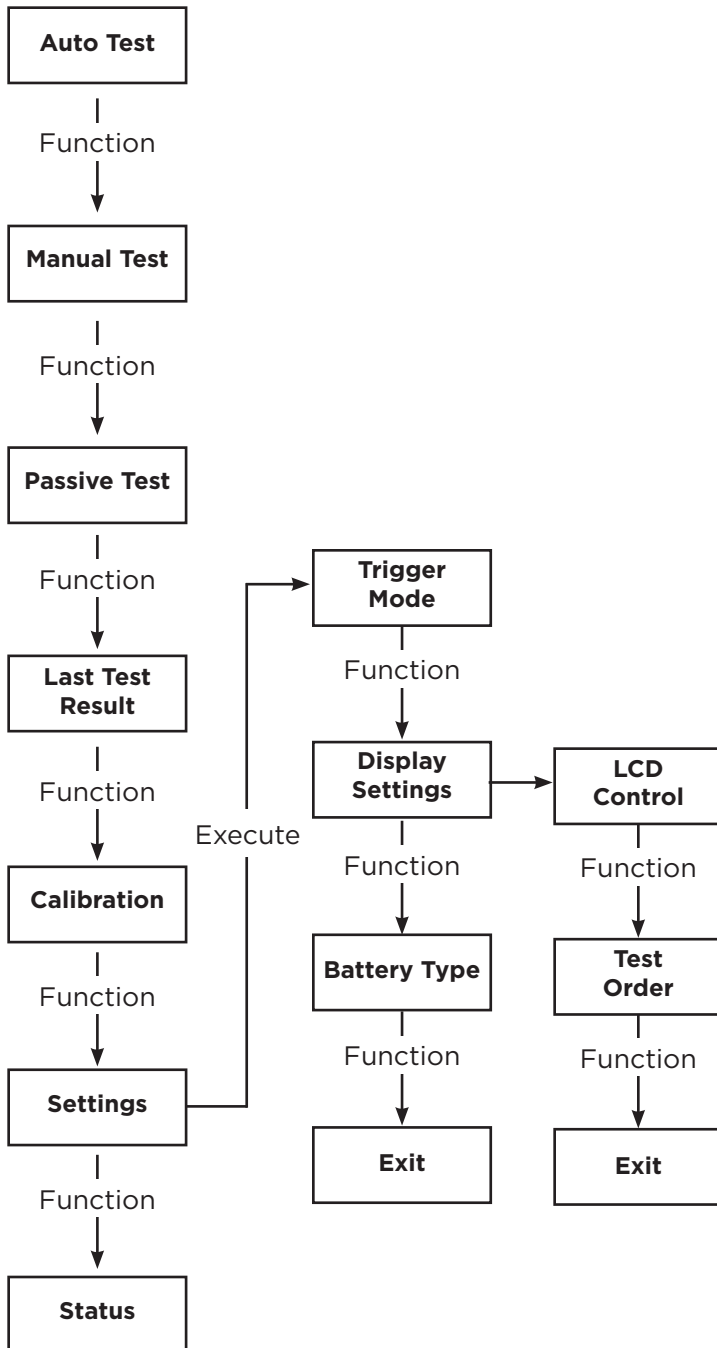 Auto Test
Function
Manual Test
Function
Passive Test
Function
Last Test
Result
Function
Calibration
Function
Settings
Function
Status
Execute
Trigger
Mode
Function
Display
Settings
Function
Battery Type
Function
Exit
LCD
Control
Function
Test
Order
Function
Exit